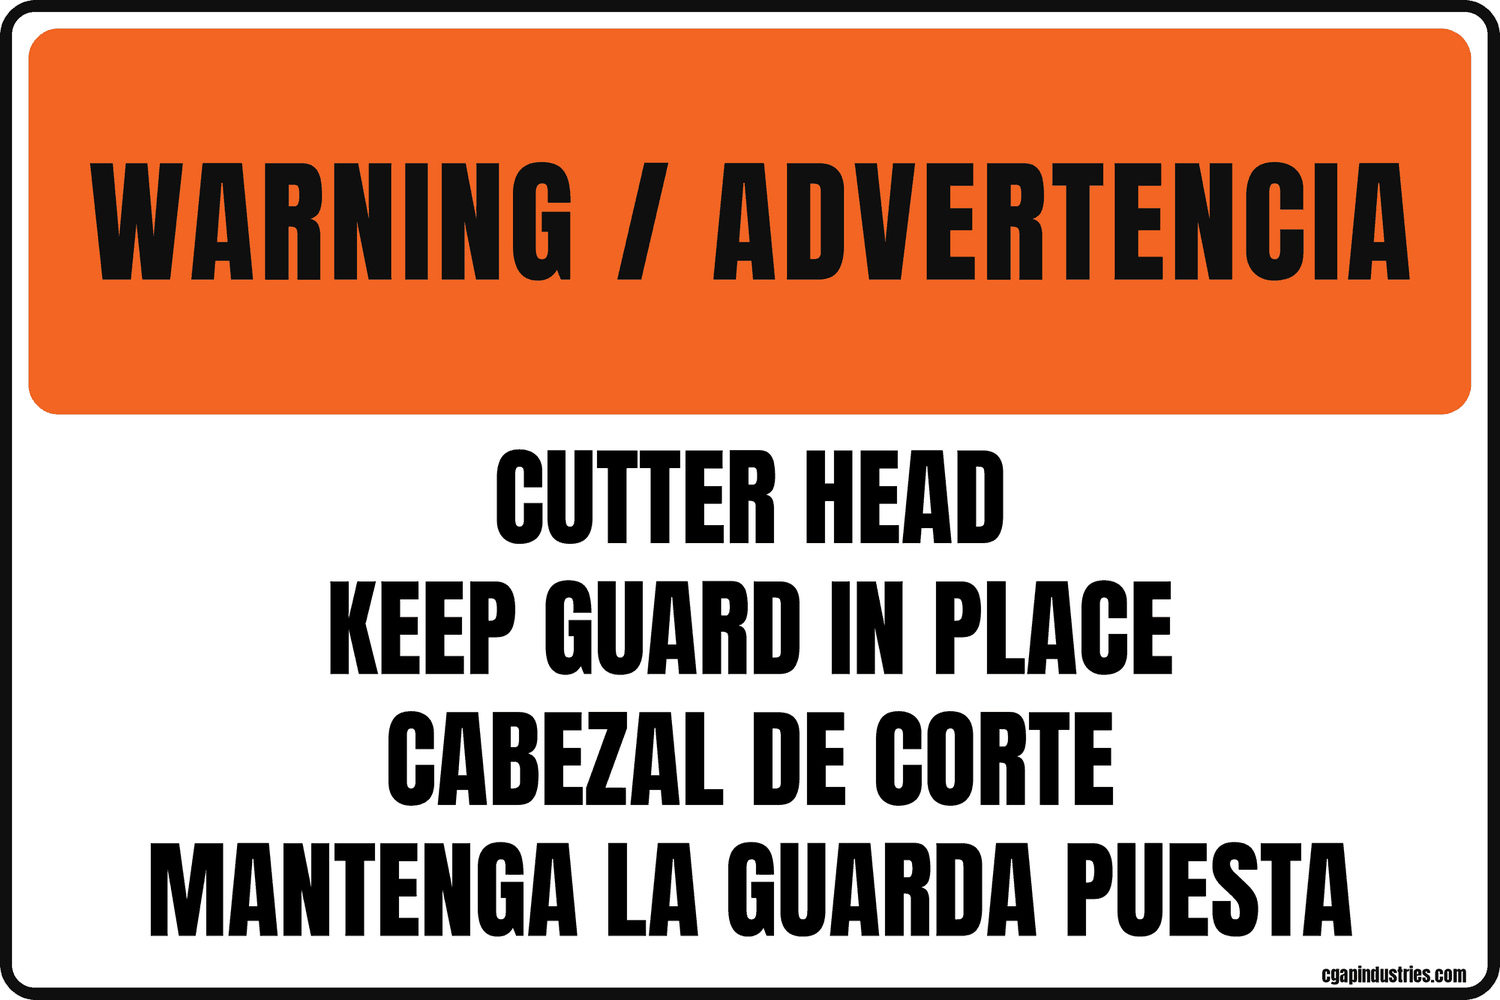 WARNING / ADVERTENCIA
CUTTER HEAD
KEEP GUARD IN PLACE
CABEZAL DE CORTE
MANTENGA LA GUARDA PUESTA
cgapindustries.com